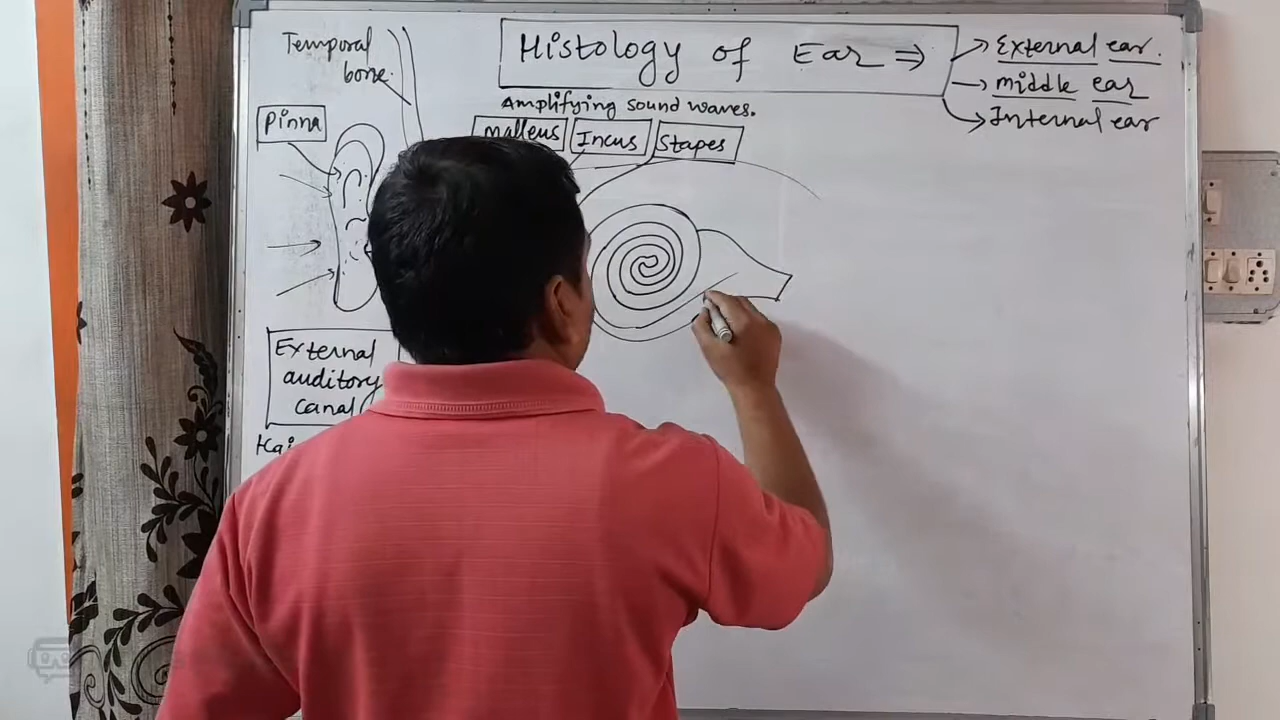 Histology of Ear ⇒
External ear.
middle ear
Internal ear
Temporal
bone.
Amplifying sound waves.
Pinna
malleus
Incus
Stapes
External
auditory
canal